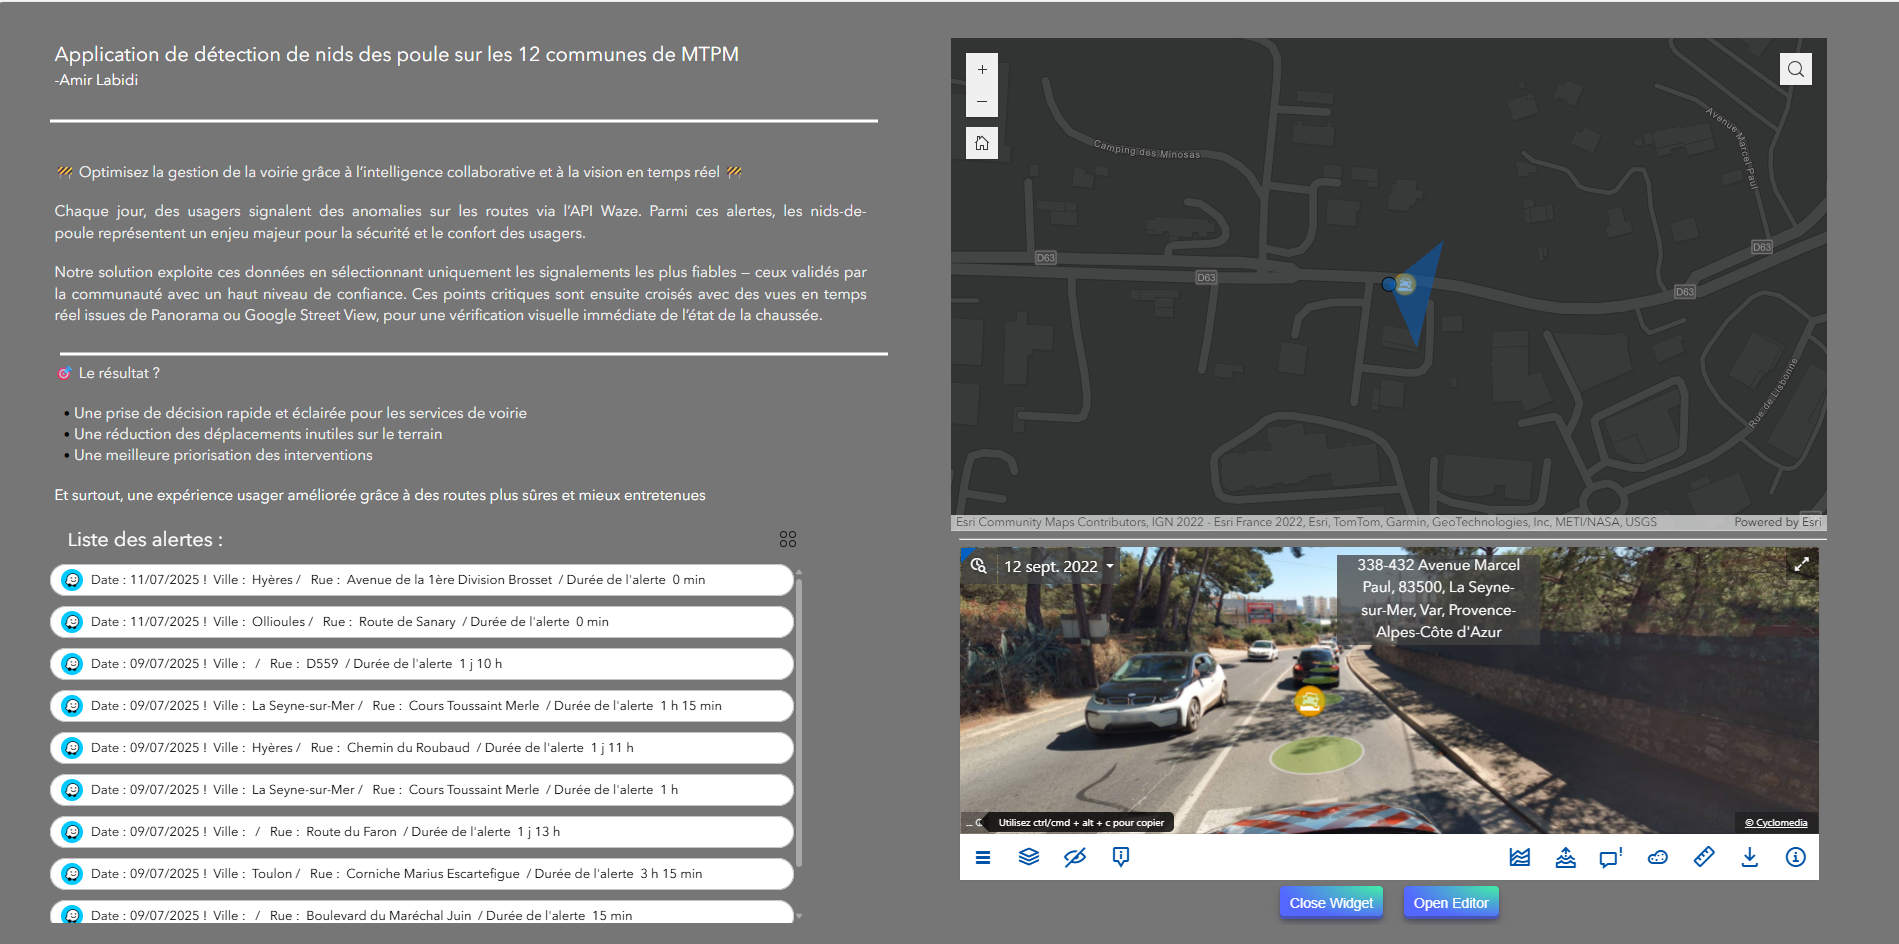 Application de détection de nids des poule sur les 12 communes de MTPM
-Amir Labidi
🚧 Optimisez la gestion de la voirie grâce à l'intelligence collaborative et à la vision en temps réel 🚧
Chaque jour, des usagers signalent des anomalies sur les routes via l'API Waze. Parmi ces alertes, les nids-de-
poule représentent un enjeu majeur pour la sécurité et le confort des usagers.
Notre solution exploite ces données en sélectionnant uniquement les signalements les plus fiables – ceux validés par
la communauté avec un haut niveau de confiance. Ces points critiques sont ensuite croisés avec des vues en temps
réel issues de Panorama ou Google Street View, pour une vérification visuelle immédiate de l'état de la chaussée.
🎯 Le résultat ?
• Une prise de décision rapide et éclairée pour les services de voirie
• Une réduction des déplacements inutiles sur le terrain
• Une meilleure priorisation des interventions
Et surtout, une expérience usager améliorée grâce à des routes plus sûres et mieux entretenues
Liste des alertes :
Date : 11/07/2025 ! Ville : Hyères / Rue : Avenue de la 1ère Division Brosset / Durée de l'alerte 0 min
Date : 11/07/2025 ! Ville : Ollioules / Rue : Route de Sanary / Durée de l'alerte 0 min
Date : 09/07/2025 ! Ville : / Rue : D559 / Durée de l'alerte 1 j 10 h
Date : 09/07/2025 ! Ville : La Seyne-sur-Mer / Rue : Cours Toussaint Merle / Durée de l'alerte 1 h 15 min
Date : 09/07/2025 ! Ville : Hyères / Rue : Chemin du Roubaud / Durée de l'alerte 1 j 11 h
Date : 09/07/2025 ! Ville : La Seyne-sur-Mer / Rue : Cours Toussaint Merle / Durée de l'alerte 1 h
Date : 09/07/2025 ! Ville : / Rue : Route du Faron / Durée de l'alerte 1 j 13 h
Date : 09/07/2025 ! Ville : Toulon / Rue : Corniche Marius Escartefigue / Durée de l'alerte 3 h 15 min
Date : 09/07/2025 ! Ville : / Rue : Boulevard du Maréchal Juin / Durée de l'alerte 15 min
+
–
Camping des Mimosas
Avenue Marcel Paul
D63
D63
D63
D63
Rue de Lisbonne
Esri Community Maps Contributors, IGN 2022 - Esri France 2022, Esri, TomTom, Garmin, GeoTechnologies, Inc, METI/NASA, USGS
Powered by Esri
12 sept. 2022
338-432 Avenue Marcel
Paul, 83500, La Seyne-
sur-Mer, Var, Provence-
Alpes-Côte d'Azur
Utilisez ctrl/cmd + alt + c pour copier
© Cyclomedia
Close Widget
Open Editor